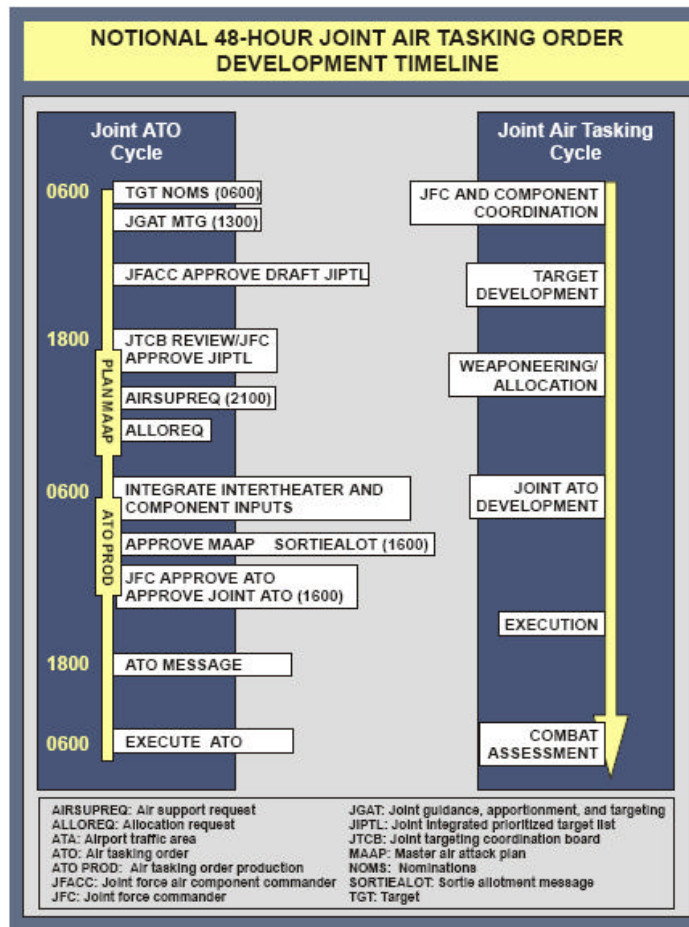 NOTIONAL 48-HOUR JOINT AIR TASKING ORDER
DEVELOPMENT TIMELINE
Joint ATO
Cycle
0600
TGT NOMS (0600)
JGAT MTG (1300)
JFACC APPROVE DRAFT JIPTL
1800
JTCB REVIEW/JFC
APPROVE JIPTL
PLAN MAAP
AIRSUPREQ (2100)
ALLOREQ
0600
INTEGRATE INTERTHEATER AND
COMPONENT INPUTS
ATO PROD
APPROVE MAAP SORTIEALOT (1600)
JFC APPROVE ATO
APPROVE JOINT ATO (1600)
1800
ATO MESSAGE
0600
EXECUTE ATO
Joint Air Tasking
Cycle
JFC AND COMPONENT
COORDINATION
TARGET
DEVELOPMENT
WEAPONEERING/
ALLOCATION
JOINT ATO
DEVELOPMENT
EXECUTION
COMBAT
ASSESSMENT
AIRSUPREQ: Air support request
ALLOREQ: Allocation request
ATA: Airport traffic area
ATO: Air tasking order
ATO PROD: Air tasking order production
JFACC: Joint force air component commander
JFC: Joint force commander
JGAT: Joint guidance, apportionment, and targeting
JIPTL: Joint integrated prioritized target list
JTCB: Joint targeting coordination board
MAAP: Master air attack plan
NOMS: Nominations
SORTIEALOT: Sortie allotment message
TGT: Target